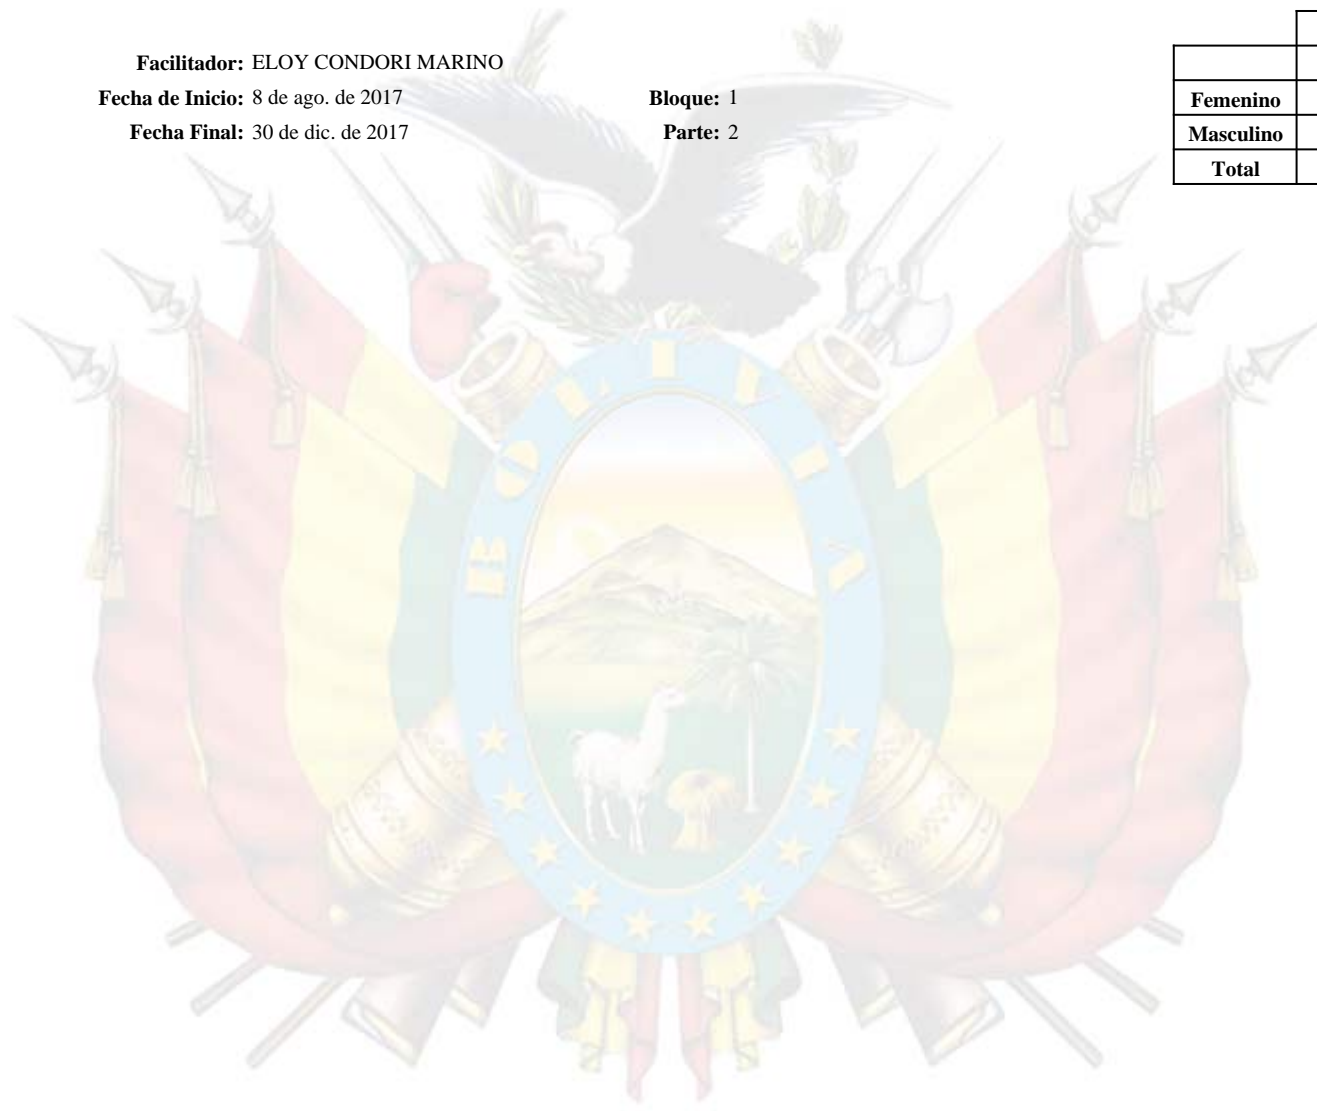 Facilitador: ELOY CONDORI MARINO
Fecha de Inicio: 8 de ago. de 2017 Bloque: 1
Fecha Final: 30 de dic. de 2017 Parte: 2
Femenino
Masculino
Total
BOLIVIA